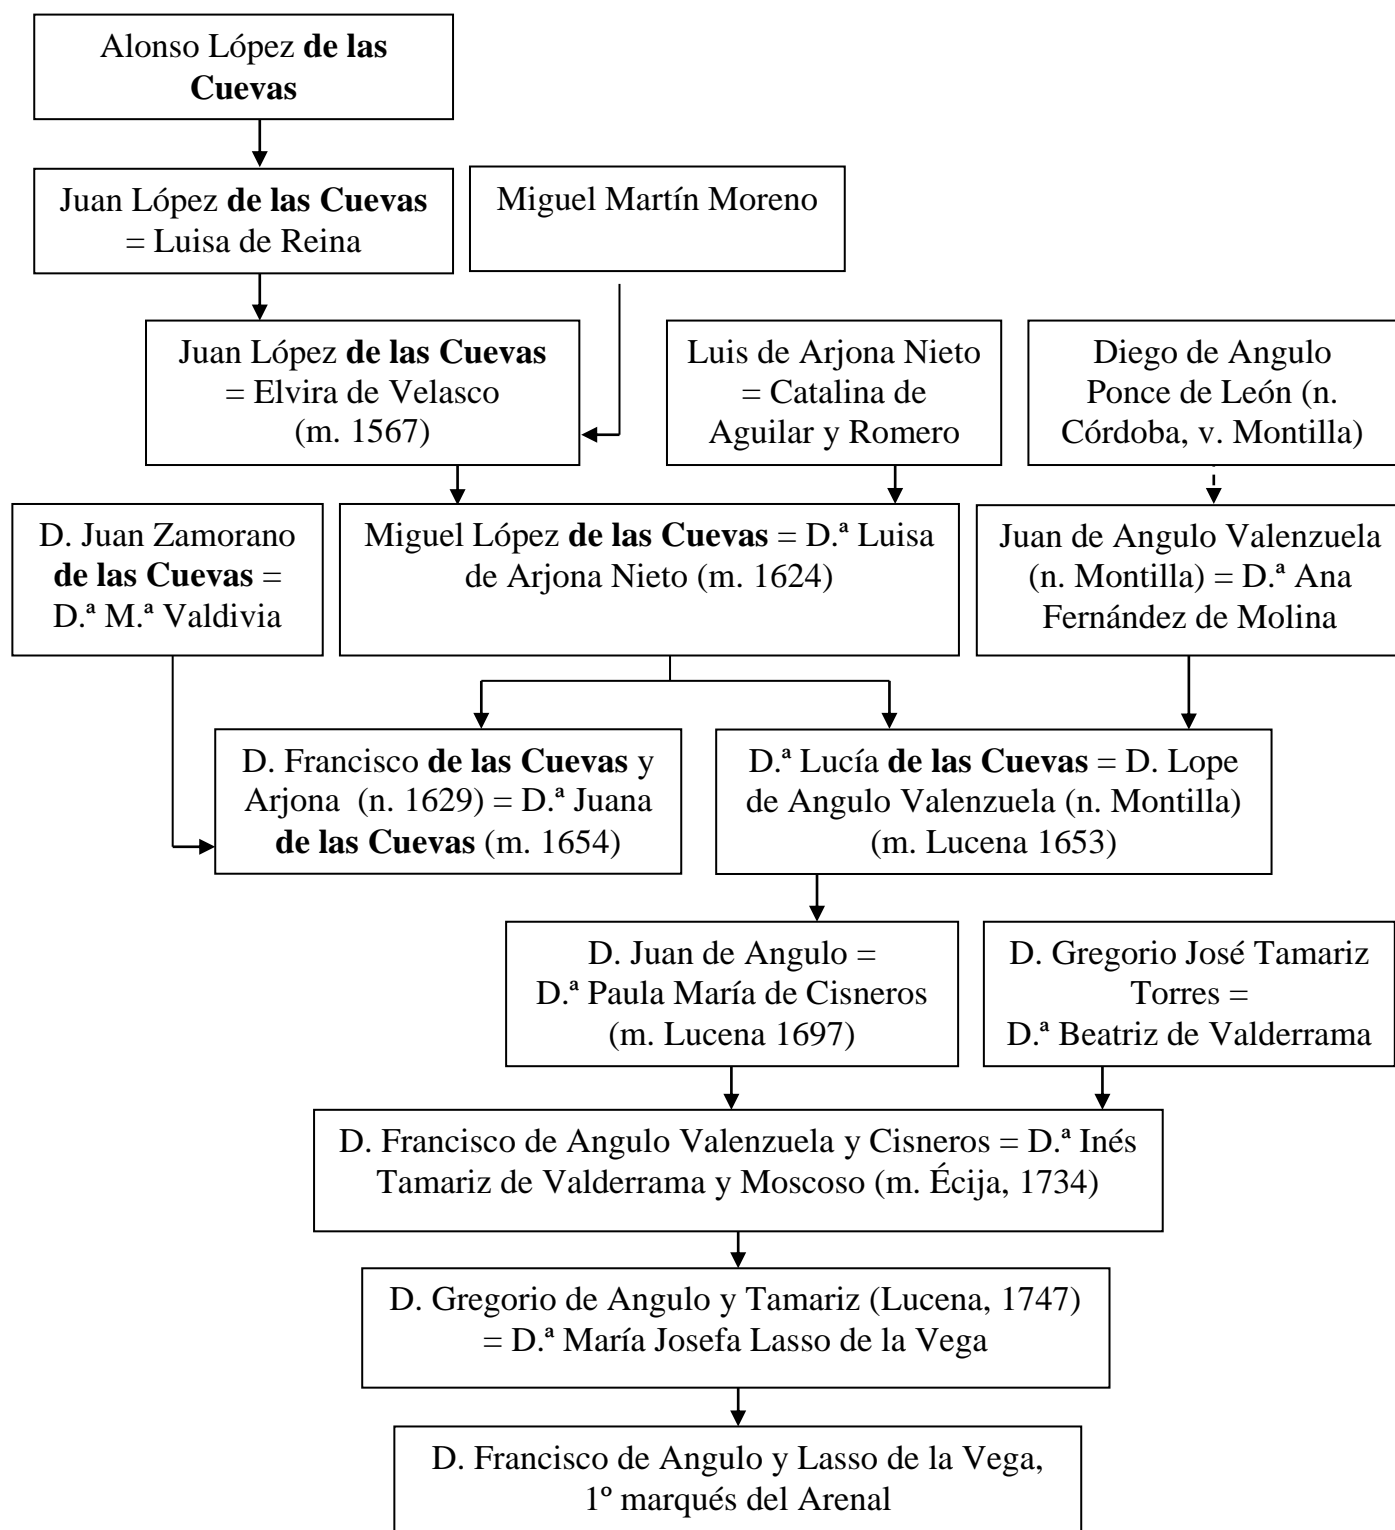 Alonso López de las
Cuevas
Juan López de las Cuevas
= Luisa de Reina
Miguel Martín Moreno
Juan López de las Cuevas
= Elvira de Velasco
(m. 1567)
Luis de Arjona Nieto
= Catalina de
Aguilar y Romero
Diego de Angulo
Ponce de León (n.
Córdoba, v. Montilla)
D. Juan Zamorano
de las Cuevas =
D.ª M.ª Valdivia
Miguel López de las Cuevas = D.ª Luisa
de Arjona Nieto (m. 1624)
Juan de Angulo Valenzuela
(n. Montilla) = D.ª Ana
Fernández de Molina
D. Francisco de las Cuevas y
Arjona (n. 1629) = D.ª Juana
de las Cuevas (m. 1654)
D.ª Lucía de las Cuevas = D. Lope
de Angulo Valenzuela (n. Montilla)
(m. Lucena 1653)
D. Juan de Angulo =
D.ª Paula María de Cisneros
(m. Lucena 1697)
D. Gregorio José Tamariz
Torres =
D.ª Beatriz de Valderrama
D. Francisco de Angulo Valenzuela y Cisneros = D.ª Inés
Tamariz de Valderrama y Moscoso (m. Écija, 1734)
D. Gregorio de Angulo y Tamariz (Lucena, 1747)
= D.ª María Josefa Lasso de la Vega
D. Francisco de Angulo y Lasso de la Vega,
1º marqués del Arenal